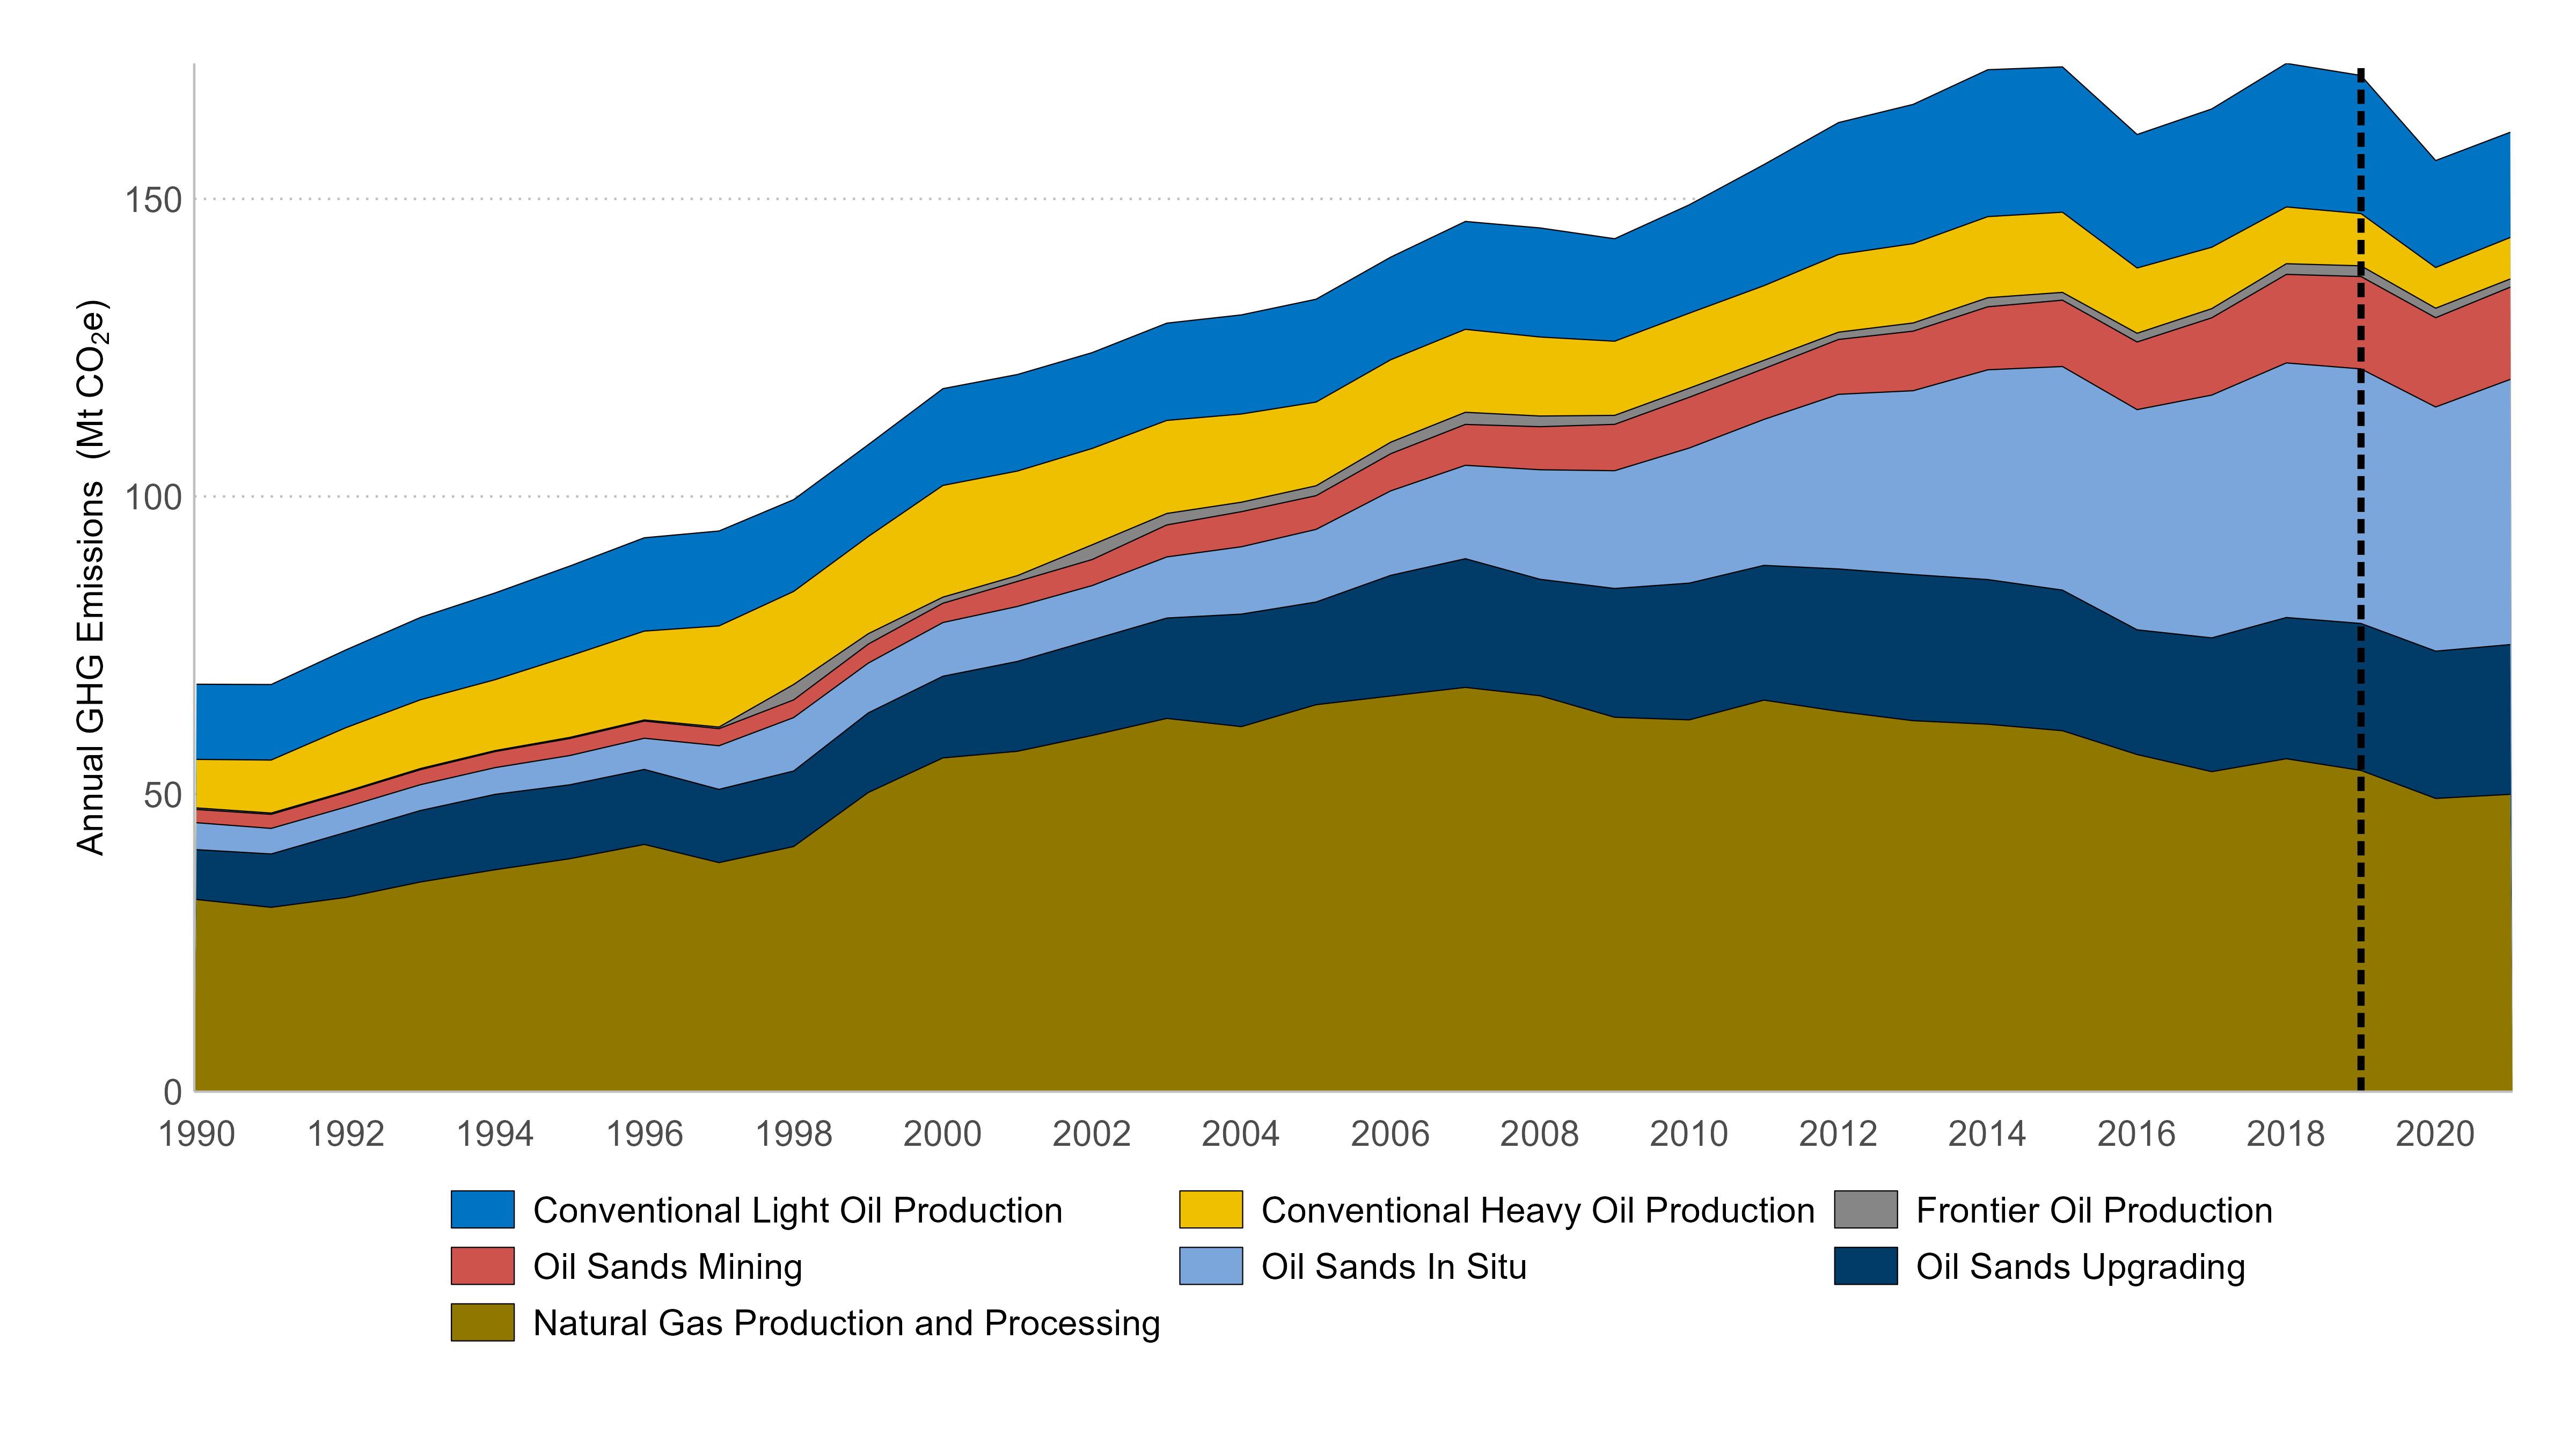 Annual GHG Emissions (Mt CO₂e)
150
100
50
0
1990 1992 1994 1996 1998 2000 2002 2004 2006 2008 2010 2012 2014 2016 2018 2020
Conventional Light Oil Production Conventional Heavy Oil Production Frontier Oil Production
Oil Sands Mining Oil Sands In Situ Oil Sands Upgrading
Natural Gas Production and Processing